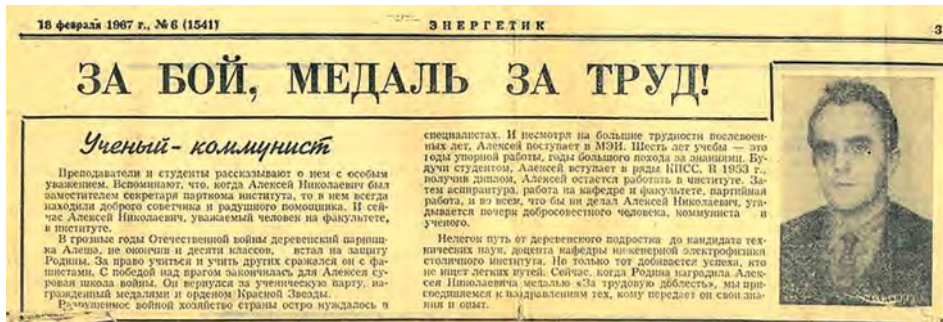 18 февраля 1967 г., № 6 (1541)
ЭНЕРГЕТИК
3
ЗА БОЙ, МЕДАЛЬ ЗА ТРУД!
Ученый-коммунист
Преподаватели и студенты рассказывают о нем с особым
уважением. Вспоминают, что, когда Алексей Николаевич был
заместителем секретаря парткома института, то в нем всегда
находили доброго советчика и радушного помощника. И сей-
час Алексей Николаевич, уважаемый человек на факультете,
в институте.
В грозные годы Отечественной войны деревенский парниш-
ка Алеша, не окончив и десяти классов, встал на защиту
Родины. За право учиться и учить других сражался он с фа-
шистами. С победой над врагом закончилась для Алексея су-
ровая школа войны. Он вернулся за ученическую парту, на-
гражденный медалями и орденом Красной Звезды.
Разрушенное войной хозяйство страны остро нуждалось в
специалистах. И несмотря на большие трудности послевоен-
ных лет, Алексей поступает в МЭИ. Шесть лет учебы — это
годы упорной работы, годы большого похода за знаниями. Бу-
дучи студентом, Алексей вступает в ряды КПСС. В 1953 г.,
получив диплом, Алексей остается работать в институте. За-
тем аспирантура, работа на кафедре и факультете, партийная
работа, и во всем, что бы ни делал Алексей Николаевич, уга-
дывается почерк добросовестного человека, коммуниста и
ученого.
Нелегок путь от деревенского подростка до кандидата тех-
нических наук, доцента кафедры инженерной электрофизики
столичного института. Но только тот добивается успеха, кто
не ищет легких путей. Сейчас, когда Родина наградила Алек-
сея Николаевича медалью «За трудовую доблесть», мы при-
соединяемся к поздравлениям тех, кому передает он свои зна-
ния и опыт.